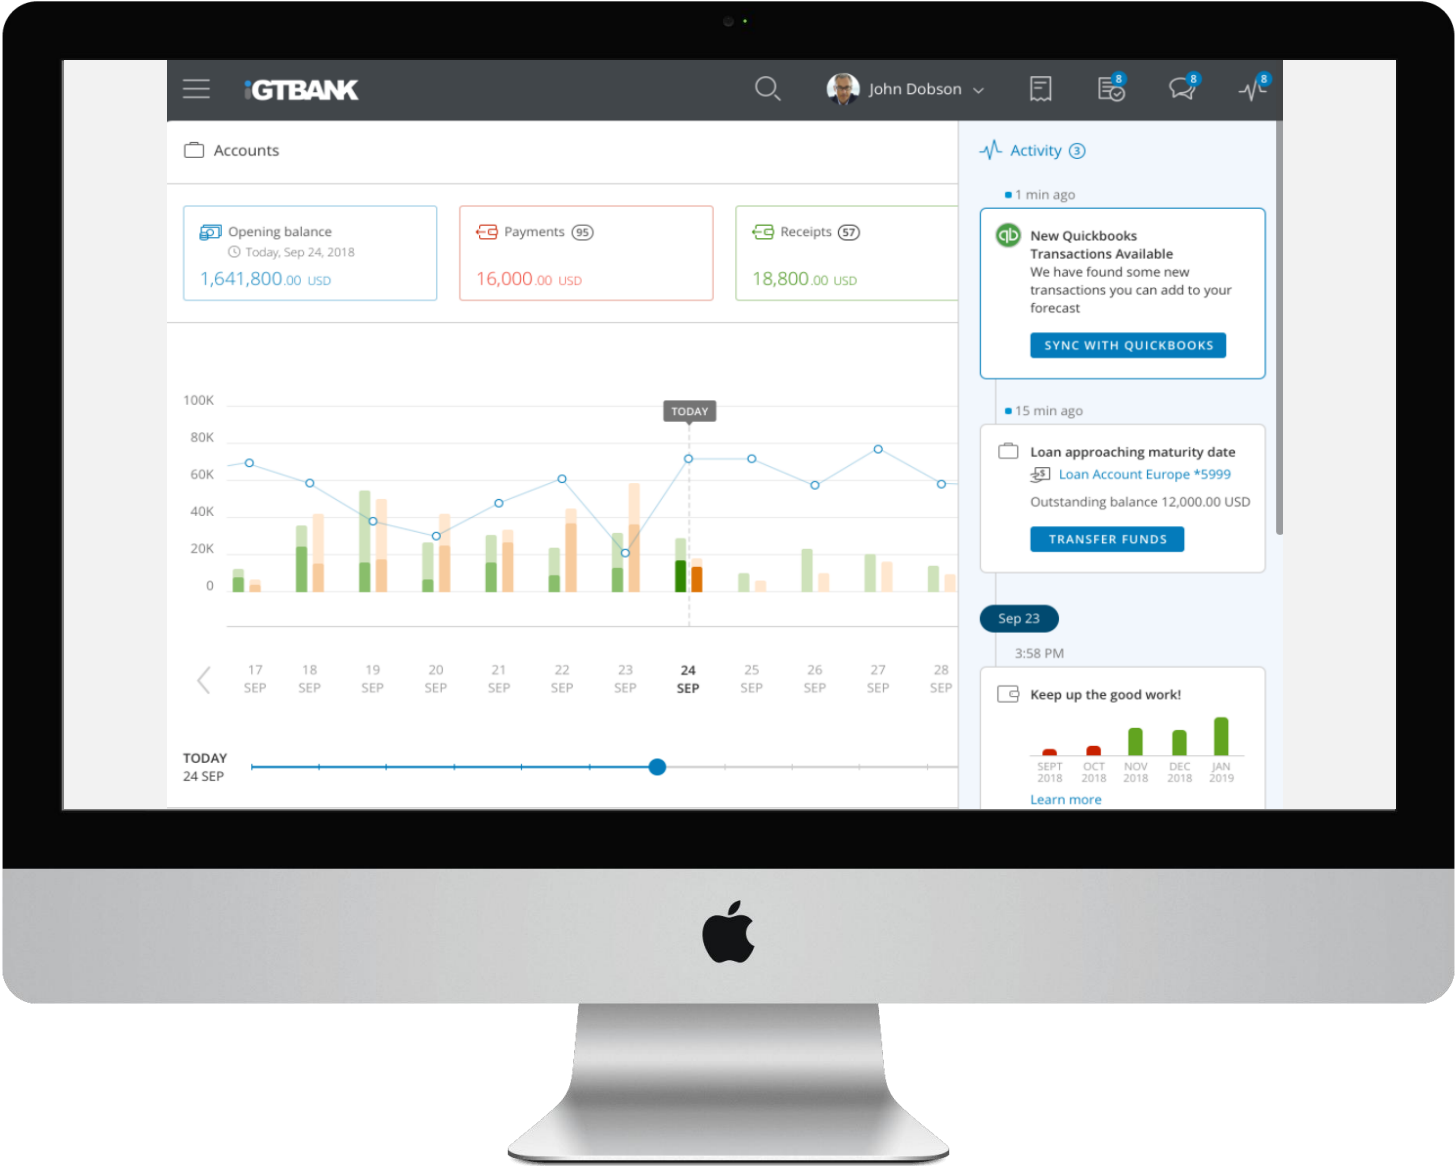 iGTBANK
John Dobson
8
8
8
Accounts
Opening balance
Today, Sep 24, 2018
1,641,800.00 USD
Payments 95
16,000.00 USD
Receipts 57
18,800.00 USD
100K
80K
60K
40K
20K
0
TODAY
17 SEP
18 SEP
19 SEP
20 SEP
21 SEP
22 SEP
23 SEP
24 SEP
25 SEP
26 SEP
27 SEP
28 SEP
TODAY
24 SEP
Activity 3
1 min ago
qb
New Quickbooks
Transactions Available
We have found some new
transactions you can add to your
forecast
SYNC WITH QUICKBOOKS
15 min ago
Loan approaching maturity date
$
Loan Account Europe *5999
Outstanding balance 12,000.00 USD
TRANSFER FUNDS
Sep 23
3:58 PM
Keep up the good work!
SEPT 2018
OCT 2018
NOV 2018
DEC 2018
JAN 2019
Learn more